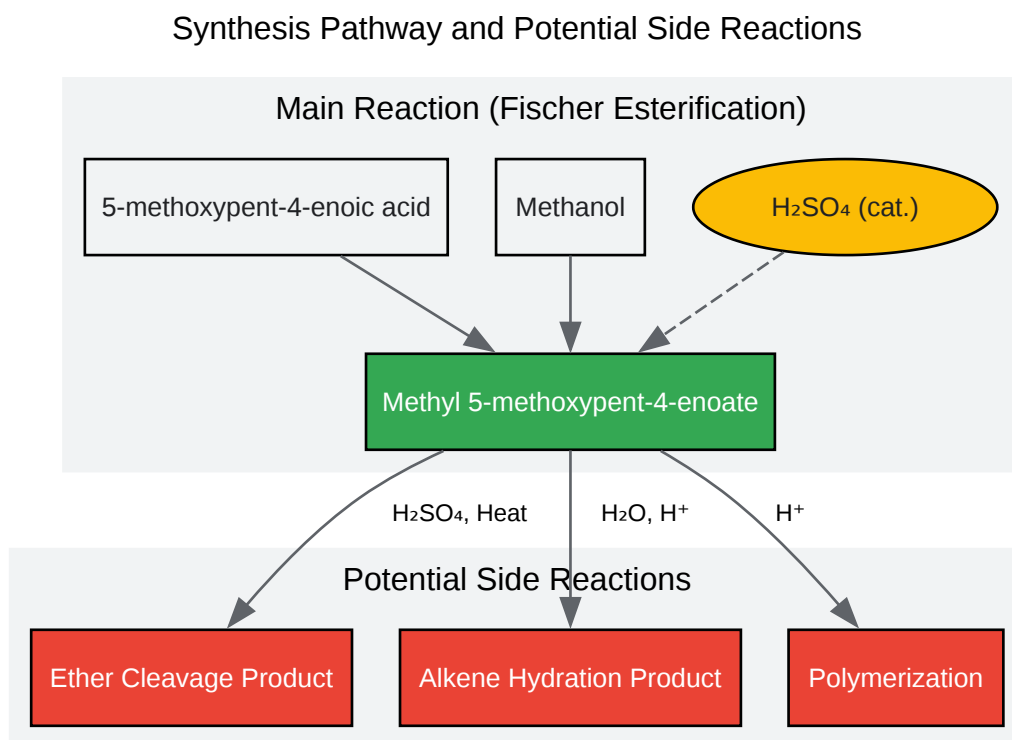 Synthesis Pathway and Potential Side Reactions
Main Reaction (Fischer Esterification)
5-methoxypent-4-enoic acid
Methanol
H₂SO₄ (cat.)
Methyl 5-methoxypent-4-enoate
H₂SO₄, Heat
H₂O, H⁺
H⁺
Potential Side Reactions
Ether Cleavage Product
Alkene Hydration Product
Polymerization